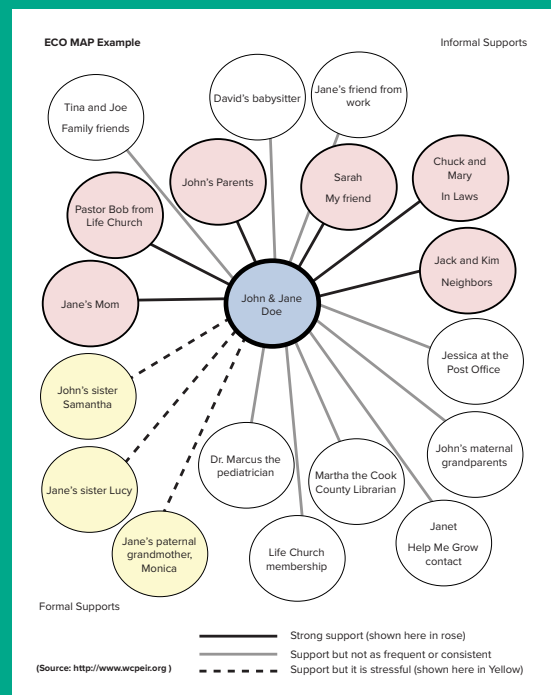 ECO MAP Example
Informal Supports
Tina and Joe
Family friends
David's babysitter
Jane's friend from
work
John's Parents
Sarah
My friend
Chuck and
Mary
In Laws
Pastor Bob from
Life Church
Jack and Kim
Neighbors
Jane's Mom
John & Jane
Doe
Jessica at the
Post Office
John's sister
Samantha
Dr. Marcus the
pediatrician
Martha the Cook
County Librarian
John's maternal
grandparents
Jane's sister Lucy
Jane's paternal
grandmother,
Monica
Life Church
membership
Janet
Help Me Grow
contact
Formal Supports
Strong support (shown here in rose)
Support but not as frequent or consistent
Support but it is stressful (shown here in Yellow)
(Source: http://www.wcpeir.org )